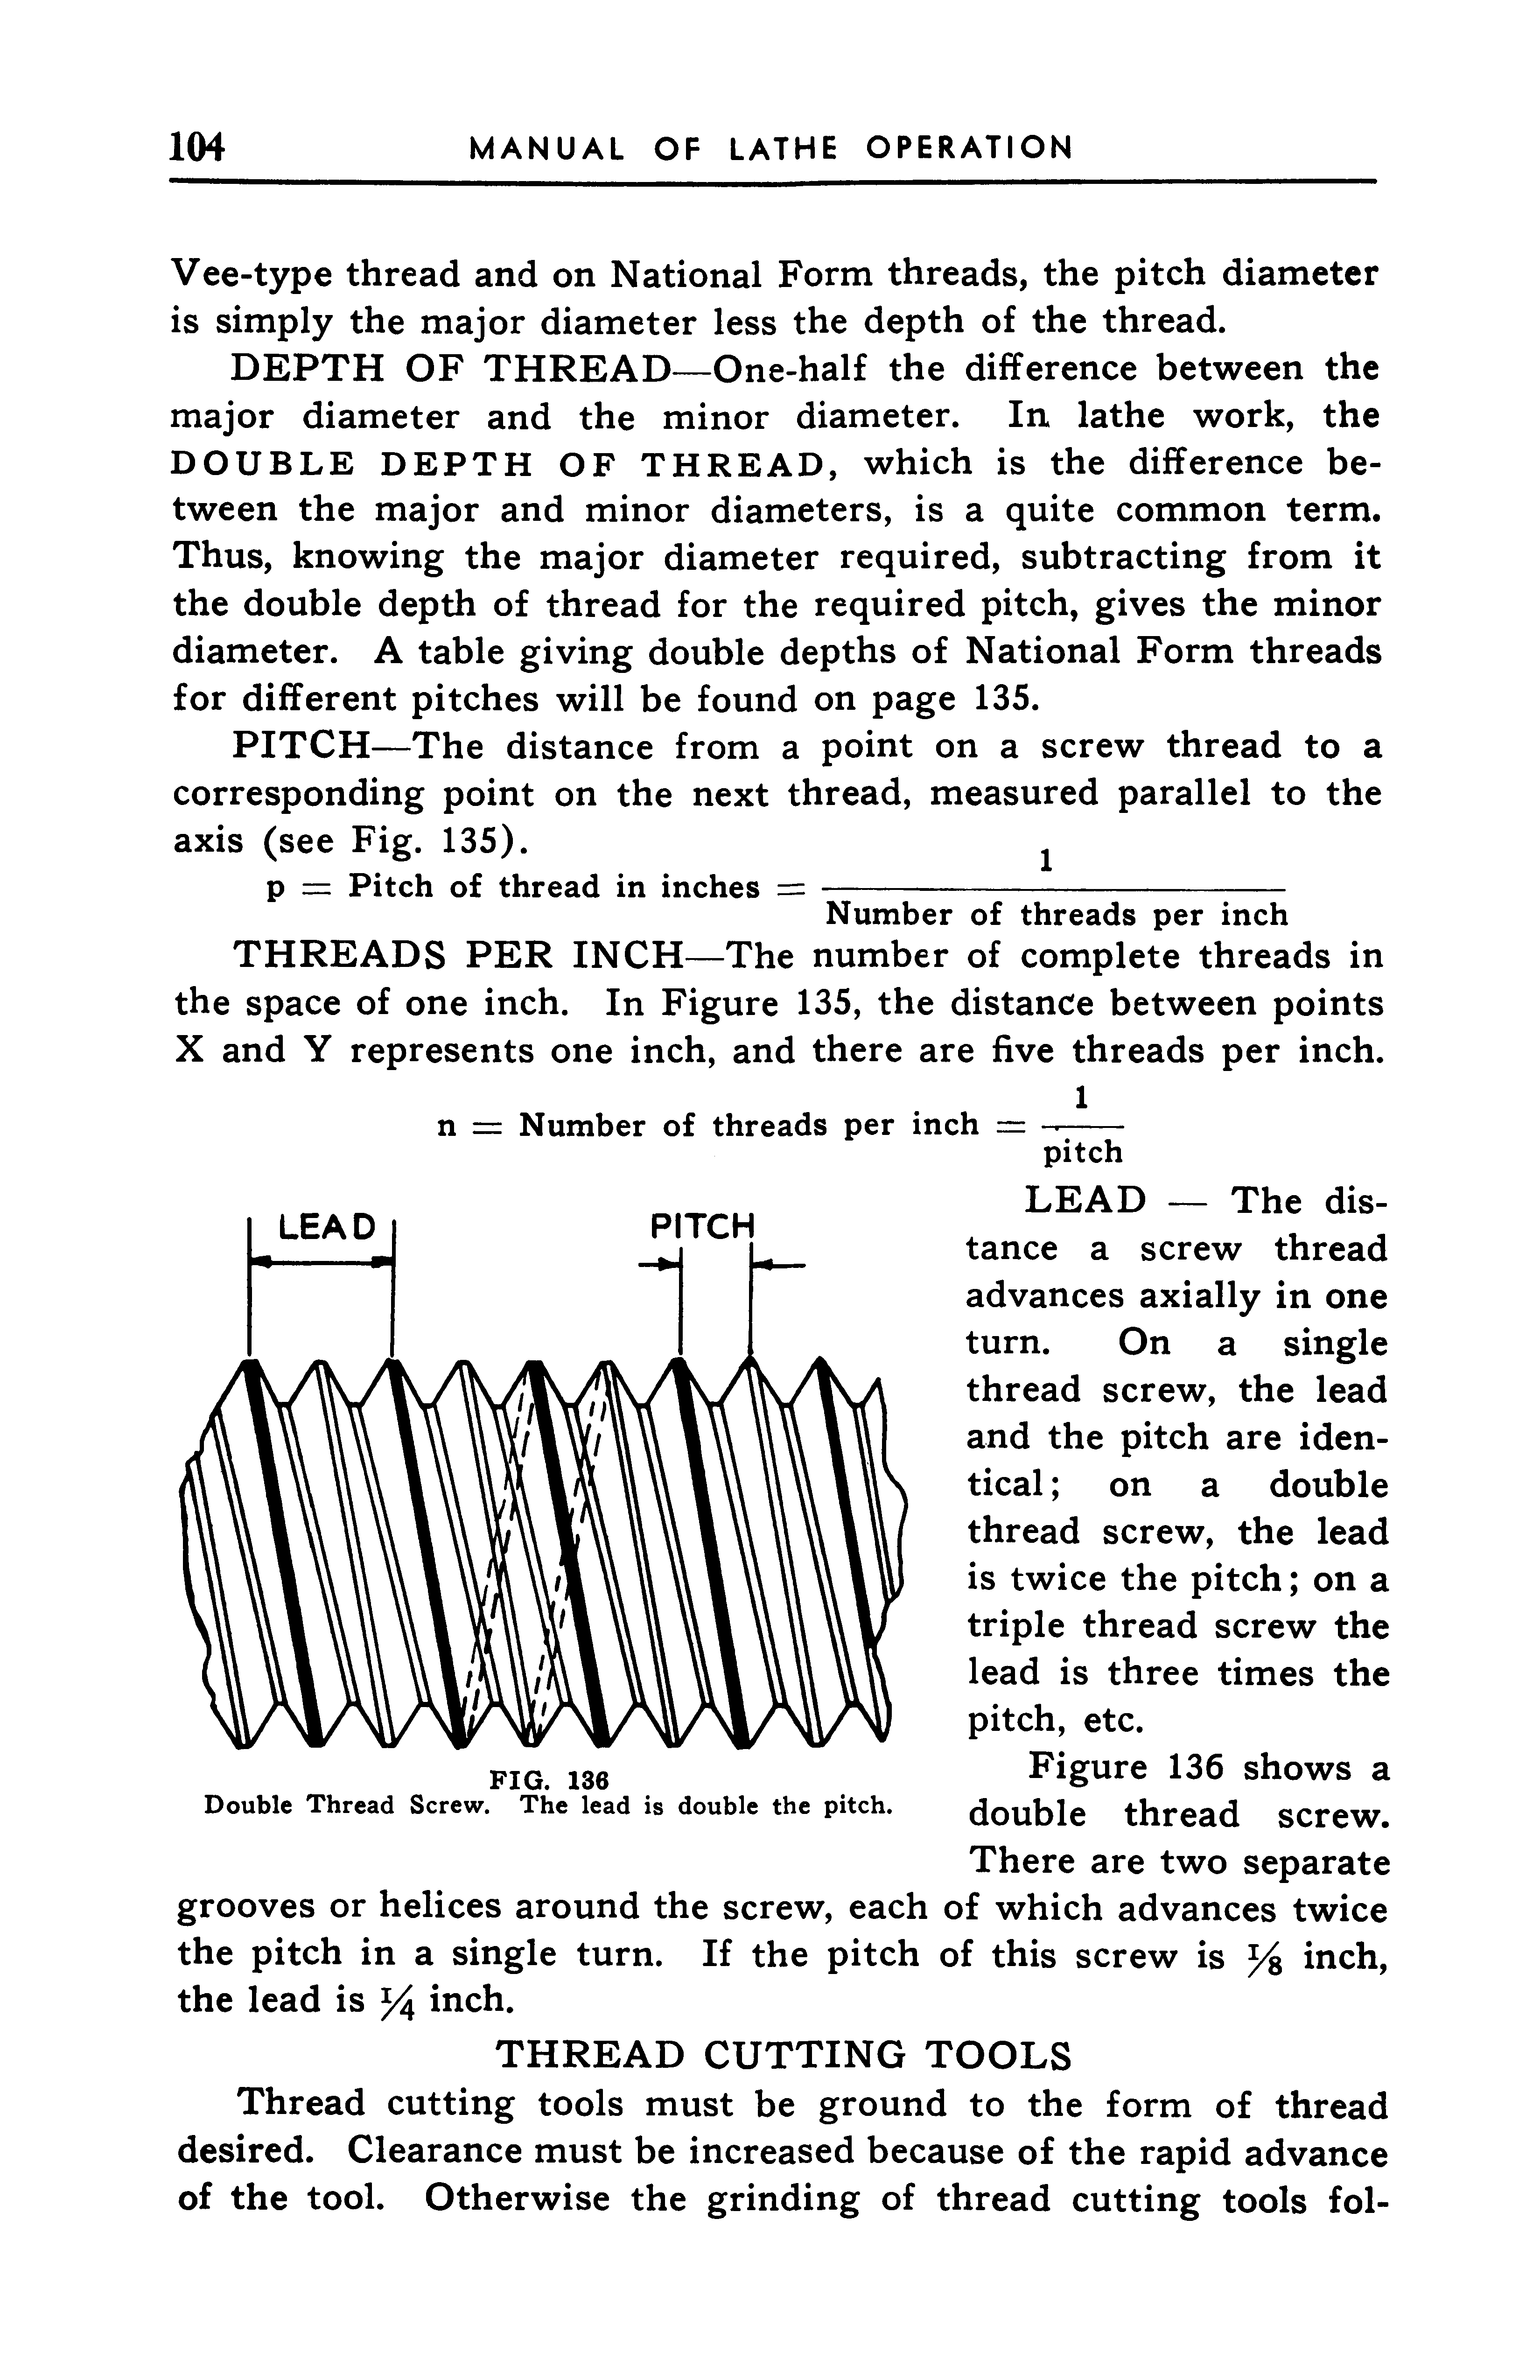 104 MANUAL OF LATHE OPERATION
Vee-type thread and on National Form threads, the pitch diameter
is simply the major diameter less the depth of the thread.
DEPTH OF THREAD—One-half the difference between the
major diameter and the minor diameter. In lathe work, the
DOUBLE DEPTH OF THREAD, which is the difference be-
tween the major and minor diameters, is a quite common term.
Thus, knowing the major diameter required, subtracting from it
the double depth of thread for the required pitch, gives the minor
diameter. A table giving double depths of National Form threads
for different pitches will be found on page 135.
PITCH—The distance from a point on a screw thread to a
corresponding point on the next thread, measured parallel to the
axis (see Fig. 135).
1
p = Pitch of thread in inches =
Number of threads per inch
THREADS PER INCH—The number of complete threads in
the space of one inch. In Figure 135, the distance between points
X and Y represents one inch, and there are five threads per inch.
1
n = Number of threads per inch =
pitch
LEAD PITCH
FIG. 136
Double Thread Screw. The lead is double the pitch.
LEAD — The dis-
tance a screw thread
advances axially in one
turn. On a single
thread screw, the lead
and the pitch are iden-
tical; on a double
thread screw, the lead
is twice the pitch; on a
triple thread screw the
lead is three times the
pitch, etc.
Figure 136 shows a
double thread screw.
There are two separate
grooves or helices around the screw, each of which advances twice
the pitch in a single turn. If the pitch of this screw is ⅛ inch,
the lead is ¼ inch.
THREAD CUTTING TOOLS
Thread cutting tools must be ground to the form of thread
desired. Clearance must be increased because of the rapid advance
of the tool. Otherwise the grinding of thread cutting tools fol-